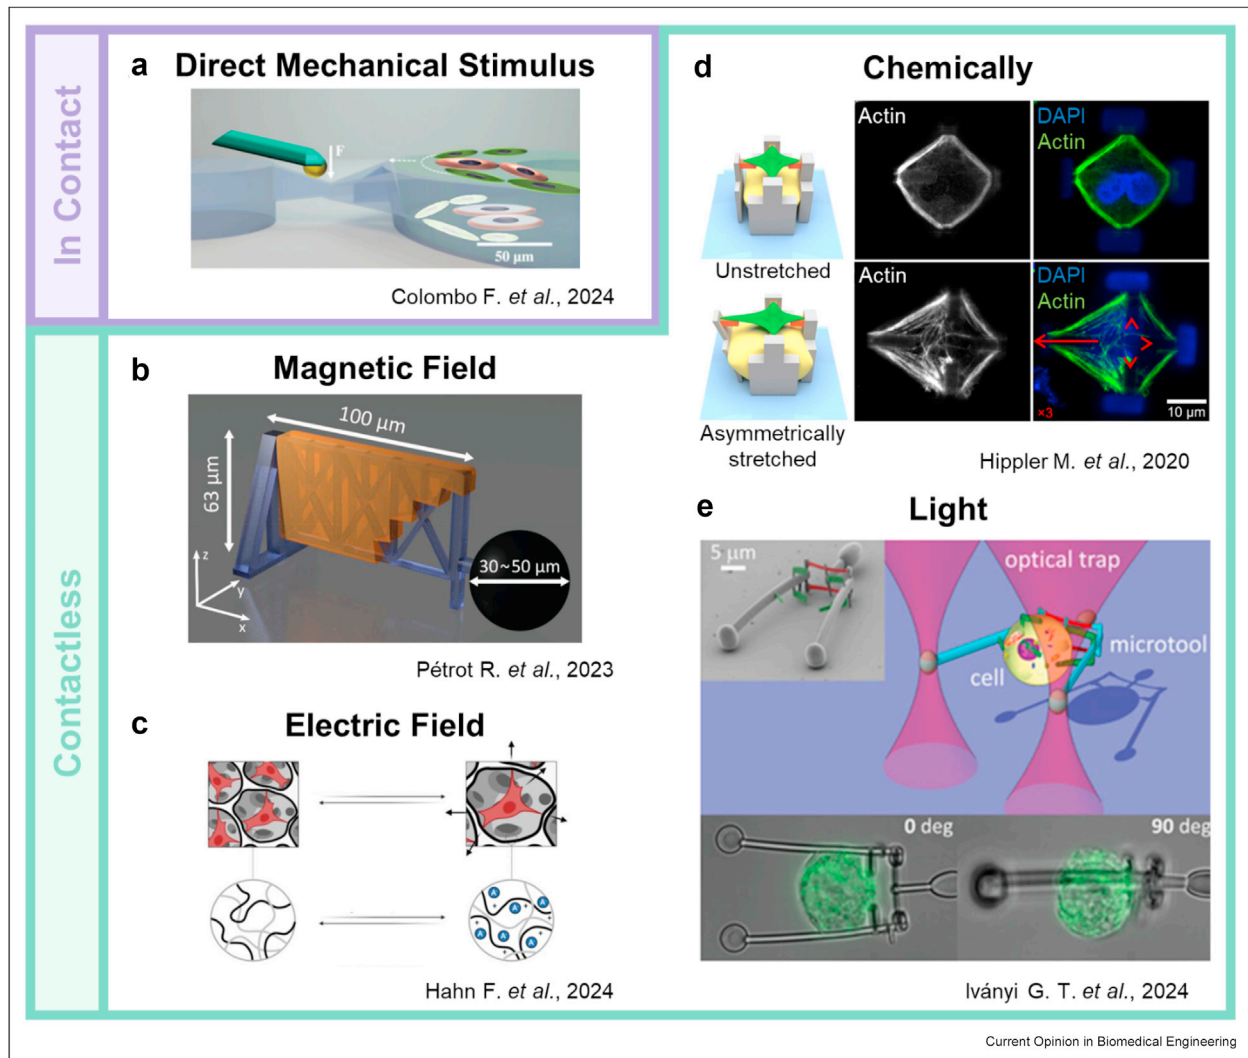 In Contact
a
Direct Mechanical Stimulus
F
50 µm
Colombo F. et al., 2024
Contactless
b
Magnetic Field
100 µm
63 µm
30~50 µm
z
y
x
Pétrot R. et al., 2023
c
Electric Field
A
A
A
A
A
A
+
+
+
+
Hahn F. et al., 2024
d
Chemically
Actin
DAPI
Actin
Unstretched
Actin
DAPI
Actin
×3
10 µm
Asymmetrically
stretched
Hippler M. et al., 2020
e
Light
5 µm
optical trap
microtool
cell
0 deg
90 deg
Iványi G. T. et al., 2024
Current Opinion in Biomedical Engineering